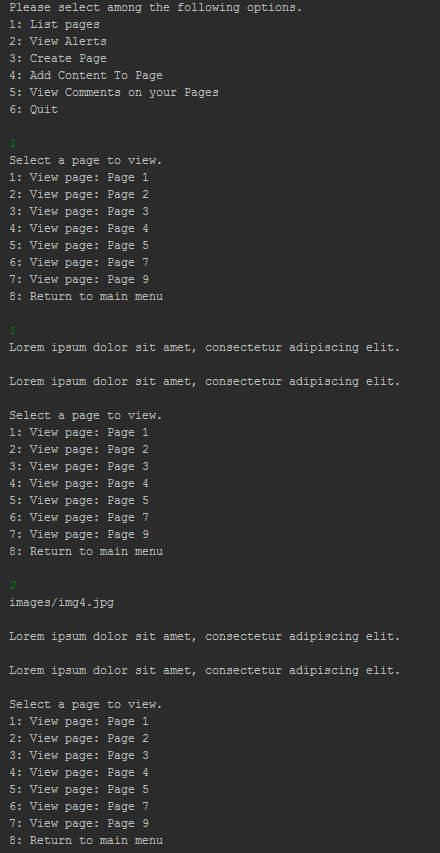 Please select among the following options.
1: List pages
2: View Alerts
3: Create Page
4: Add Content To Page
5: View Comments on your Pages
6: Quit
1
Select a page to view.
1: View page: Page 1
2: View page: Page 2
3: View page: Page 3
4: View page: Page 4
5: View page: Page 5
6: View page: Page 7
7: View page: Page 9
8: Return to main menu
1
Lorem ipsum dolor sit amet, consectetur adipiscing elit.
Lorem ipsum dolor sit amet, consectetur adipiscing elit.
Select a page to view.
1: View page: Page 1
2: View page: Page 2
3: View page: Page 3
4: View page: Page 4
5: View page: Page 5
6: View page: Page 7
7: View page: Page 9
8: Return to main menu
2
images/img4.jpg
Lorem ipsum dolor sit amet, consectetur adipiscing elit.
Lorem ipsum dolor sit amet, consectetur adipiscing elit.
Select a page to view.
1: View page: Page 1
2: View page: Page 2
3: View page: Page 3
4: View page: Page 4
5: View page: Page 5
6: View page: Page 7
7: View page: Page 9
8: Return to main menu